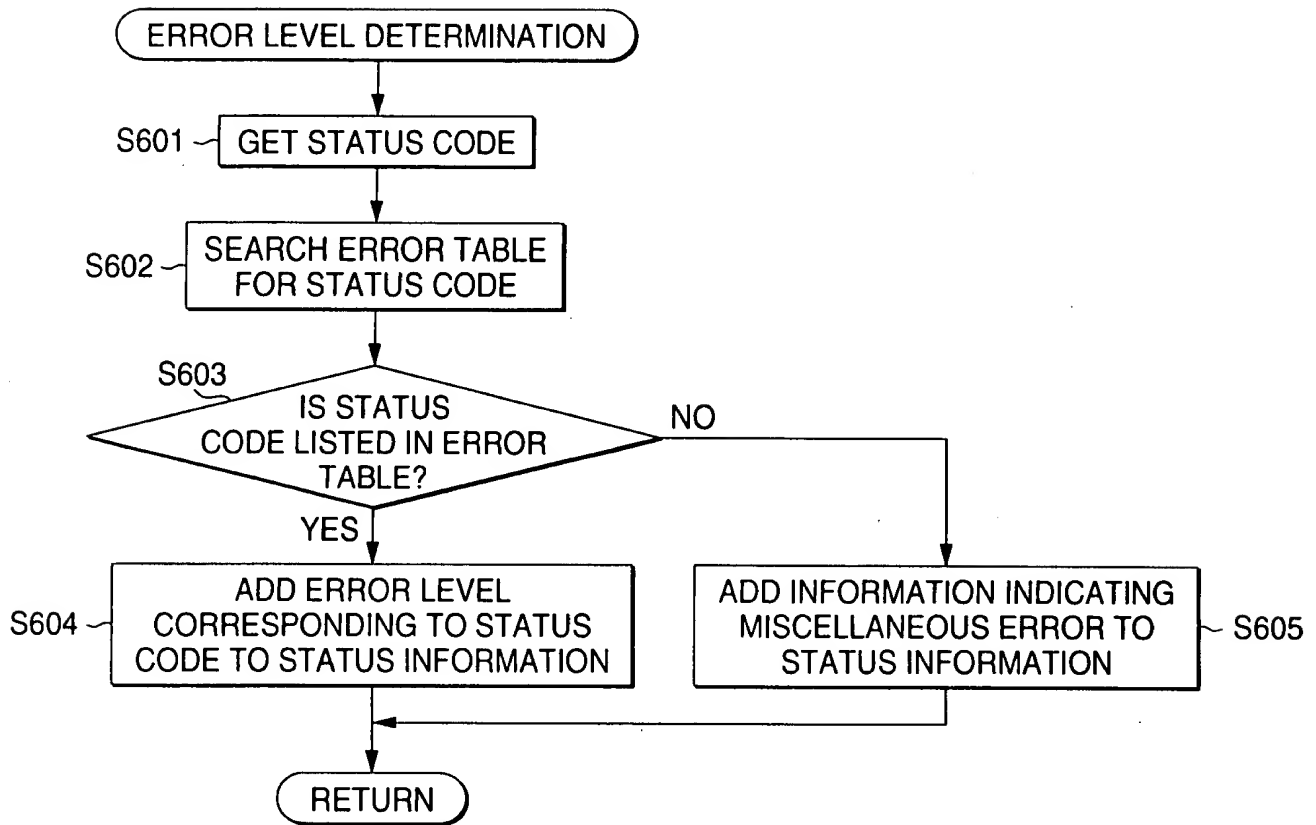 ERROR LEVEL DETERMINATION
S601
GET STATUS CODE
S602
SEARCH ERROR TABLE
FOR STATUS CODE
S603
IS STATUS
CODE LISTED IN ERROR
TABLE?
NO
YES
S604
ADD ERROR LEVEL
CORRESPONDING TO STATUS
CODE TO STATUS INFORMATION
ADD INFORMATION INDICATING
MISCELLANEOUS ERROR TO
STATUS INFORMATION
S605
RETURN